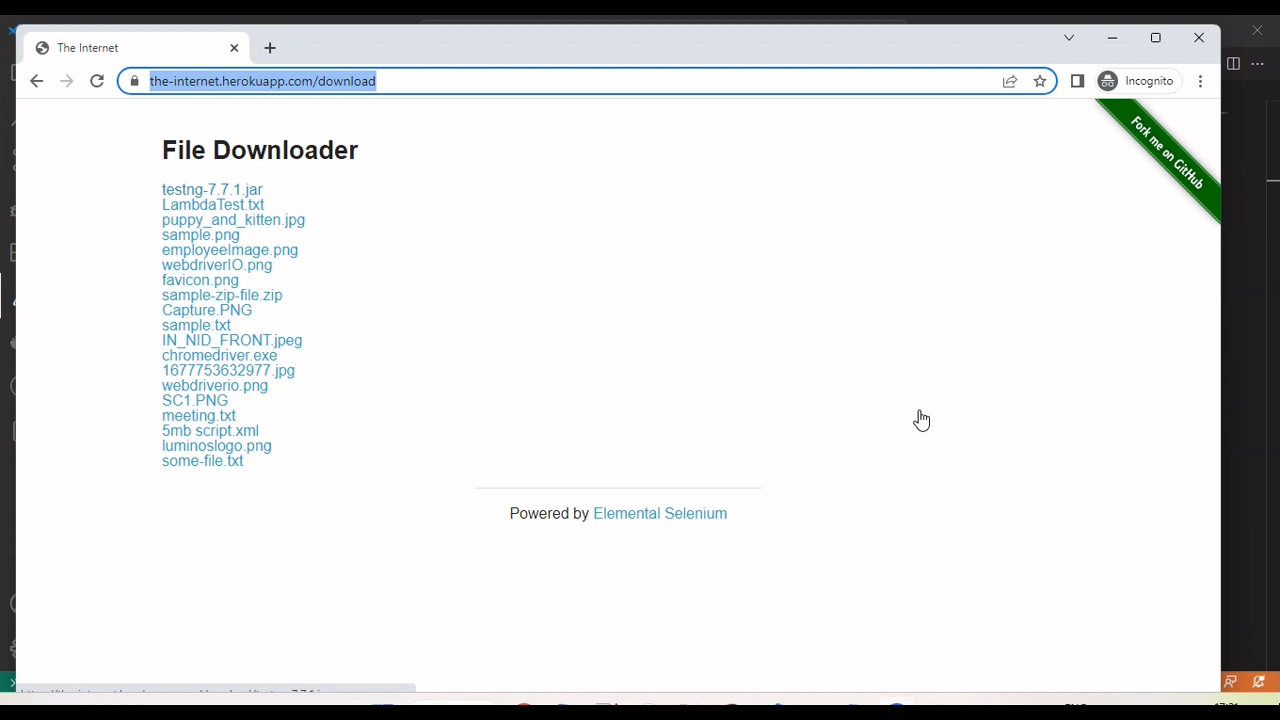 The Internet
the-internet.herokuapp.com/download
Incognito
Fork me on GitHub
File Downloader
testng-7.7.1.jar
LambdaTest.txt
puppy_and_kitten.jpg
sample.png
employeeImage.png
webdriverIO.png
favicon.png
sample-zip-file.zip
Capture.PNG
sample.txt
IN_NID_FRONT.jpeg
chromedriver.exe
1677753632977.jpg
webdriverio.png
SC1.PNG
meeting.txt
5mb script.xml
luminoslogo.png
some-file.txt
Powered by Elemental Selenium